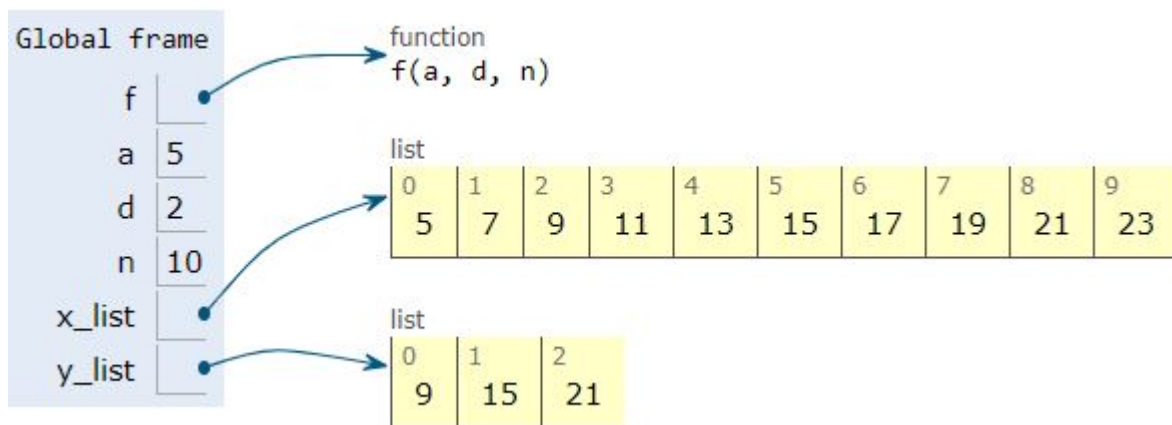 Global frame
f
a 5
d 2
n 10
x_list
y_list
function
f(a, d, n)
list
0 1 2 3 4 5 6 7 8 9
5 7 9 11 13 15 17 19 21 23
list
0 1 2
9 15 21